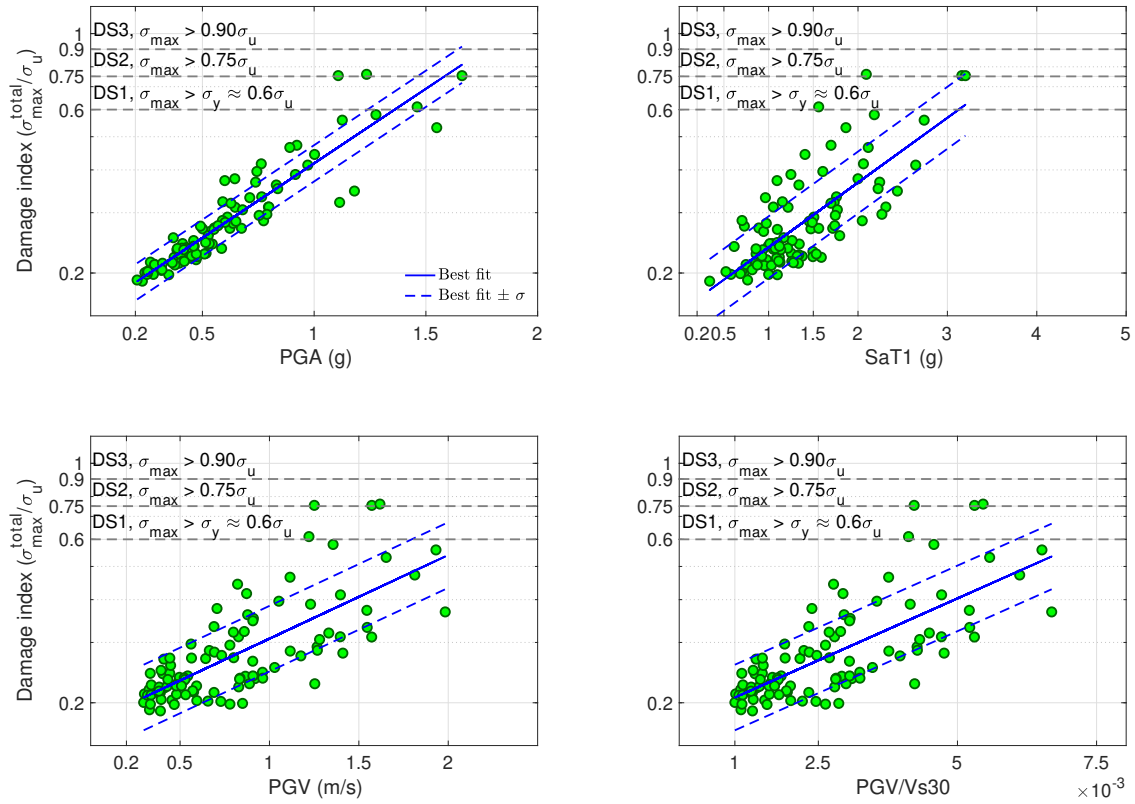 DS3, σmax > 0.90σu
DS2, σmax > 0.75σu
DS1, σmax > σy ≈ 0.6σu
1
0.9
0.75
0.6
0.2
Damage index (σmax^total/σu)
Best fit
Best fit ± σ
0.2 0.5 1 1.5 2
PGA (g)
DS3, σmax > 0.90σu
DS2, σmax > 0.75σu
DS1, σmax > σy ≈ 0.6σu
1
0.9
0.75
0.6
0.2
0.2 0.5 1 1.5 2 3 4 5
SaT1 (g)
DS3, σmax > 0.90σu
DS2, σmax > 0.75σu
DS1, σmax > σy ≈ 0.6σu
1
0.9
0.75
0.6
0.2
Damage index (σmax^total/σu)
0.2 0.5 1 1.5 2
PGV (m/s)
DS3, σmax > 0.90σu
DS2, σmax > 0.75σu
DS1, σmax > σy ≈ 0.6σu
1
0.9
0.75
0.6
0.2
1 2.5 5 7.5
PGV/Vs30
×10^-3